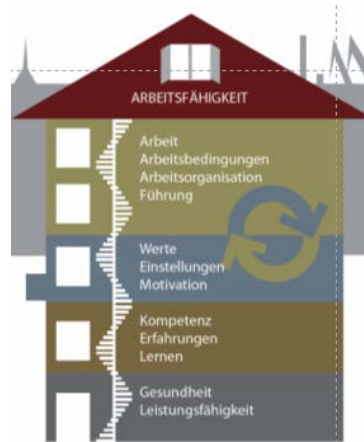 ARBEITSFÄHIGKEIT
Arbeit
Arbeitsbedingungen
Arbeitsorganisation
Führung
Werte
Einstellungen
Motivation
Kompetenz
Erfahrungen
Lernen
Gesundheit
Leistungsfähigkeit